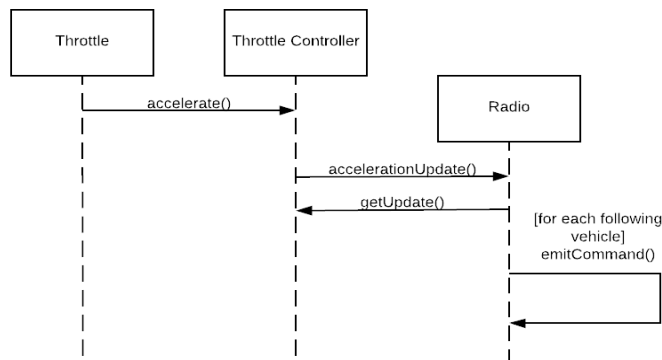 Throttle
Throttle Controller
accelerate()
Radio
accelerationUpdate()
getUpdate()
[for each following
vehicle]
emitCommand()